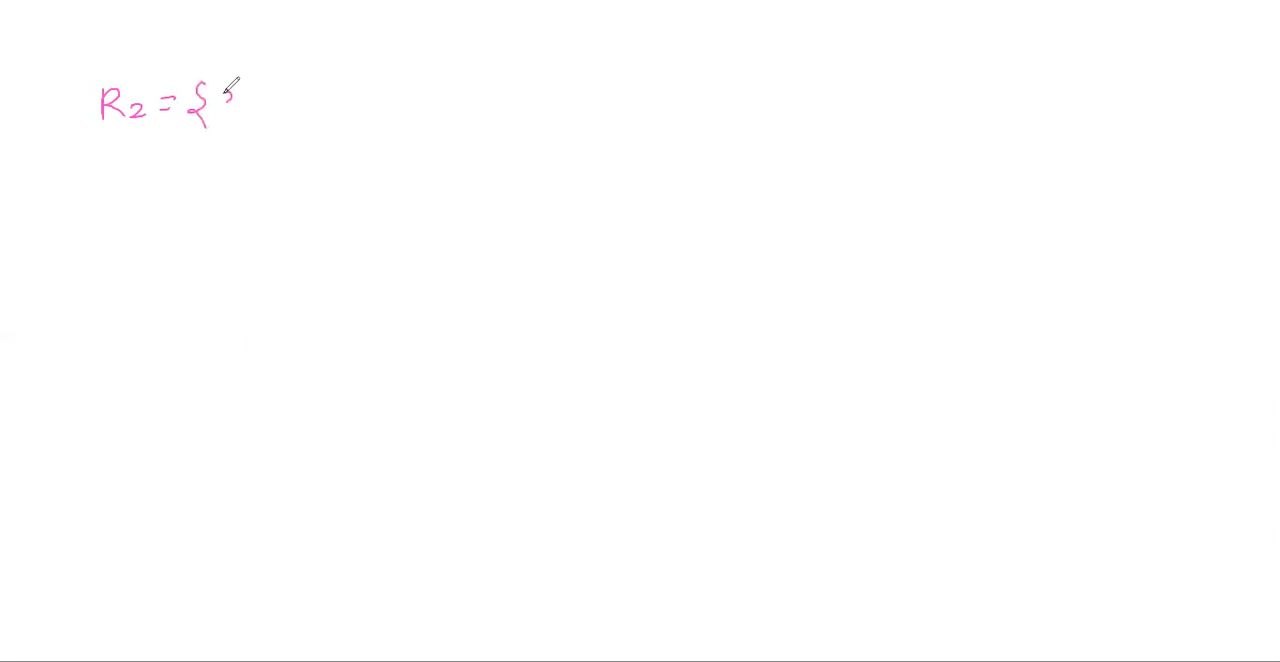 R2 = {